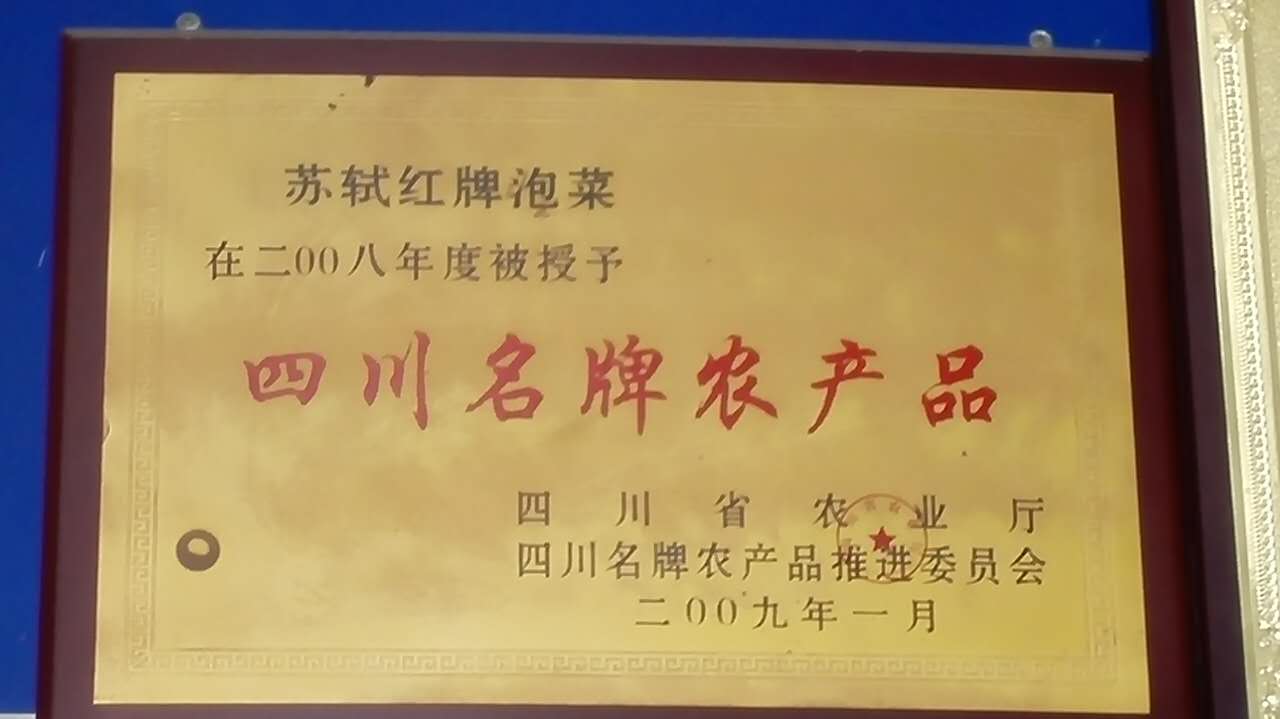 苏轼红牌泡菜
在二00八年度被授予
四川名牌农产品
四川省农业厅
四川名牌农产品推进委员会
二00九年一月